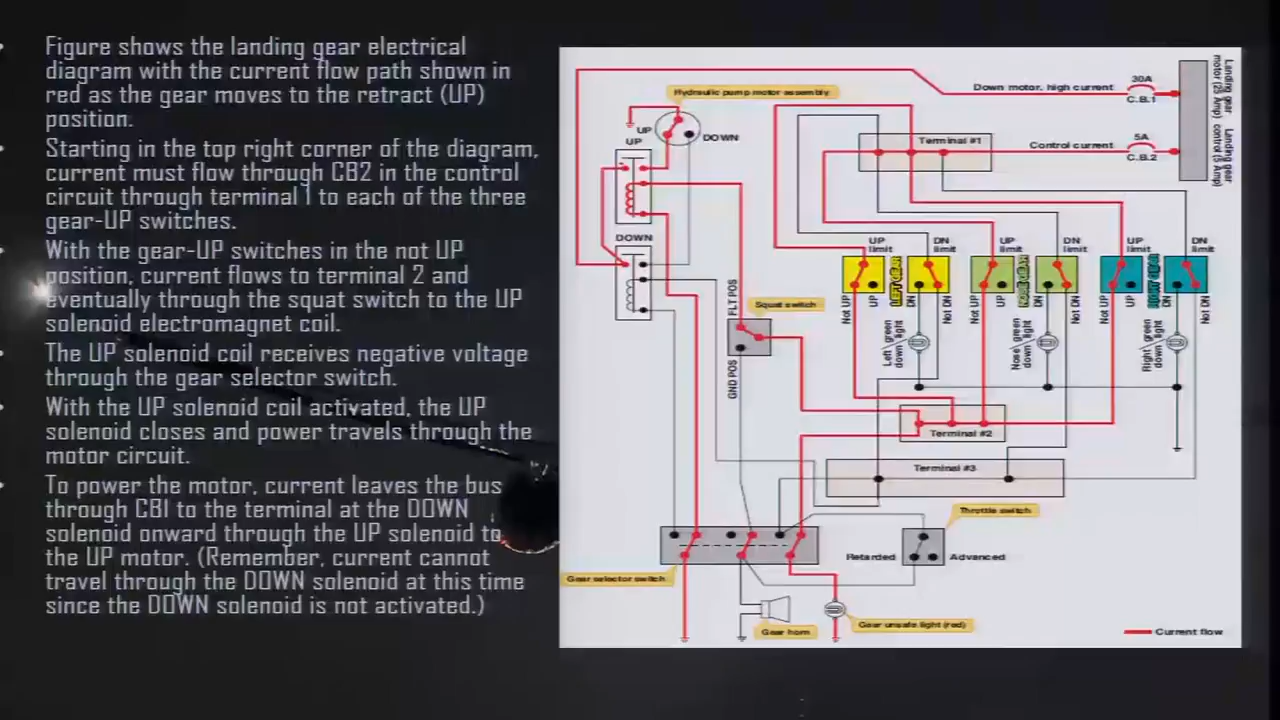 Figure shows the landing gear electrical
diagram with the current flow path shown in
red as the gear moves to the retract (UP)
position.
Starting in the top right corner of the diagram,
current must flow through CB2 in the control
circuit through terminal 1 to each of the three
gear-UP switches.
With the gear-UP switches in the not UP
position, current flows to terminal 2 and
eventually through the squat switch to the UP
solenoid electromagnet coil.
The UP solenoid coil receives negative voltage
through the gear selector switch.
With the UP solenoid coil activated, the UP
solenoid closes and power travels through the
motor circuit.
To power the motor, current leaves the bus
through CB1 to the terminal at the DOWN
solenoid onward through the UP solenoid to
the UP motor. (Remember, current cannot
travel through the DOWN solenoid at this time
since the DOWN solenoid is not activated.)
Hydraulic pump motor assembly
UP
DOWN
UP
DOWN
Down motor, high current
30A
C.B.1
Control current
5A
C.B.2
Landing gear
motor (25 Amp)
Landing gear
control (5 Amp)
Terminal #1
UP
limit
DN
limit
UP
limit
DN
limit
UP
limit
DN
limit
LEFT GEAR
NOSE GEAR
RIGHT GEAR
Not UP
UP
DN
Not DN
Not UP
UP
DN
Not DN
Not UP
UP
DN
Not DN
Left green
down light
Nose green
down light
Right green
down light
FLT POS
Squat switch
GND POS
Terminal #2
Terminal #3
Throttle switch
Retarded
Advanced
Gear selector switch
Gear horn
Gear unsafe light (red)
Current flow